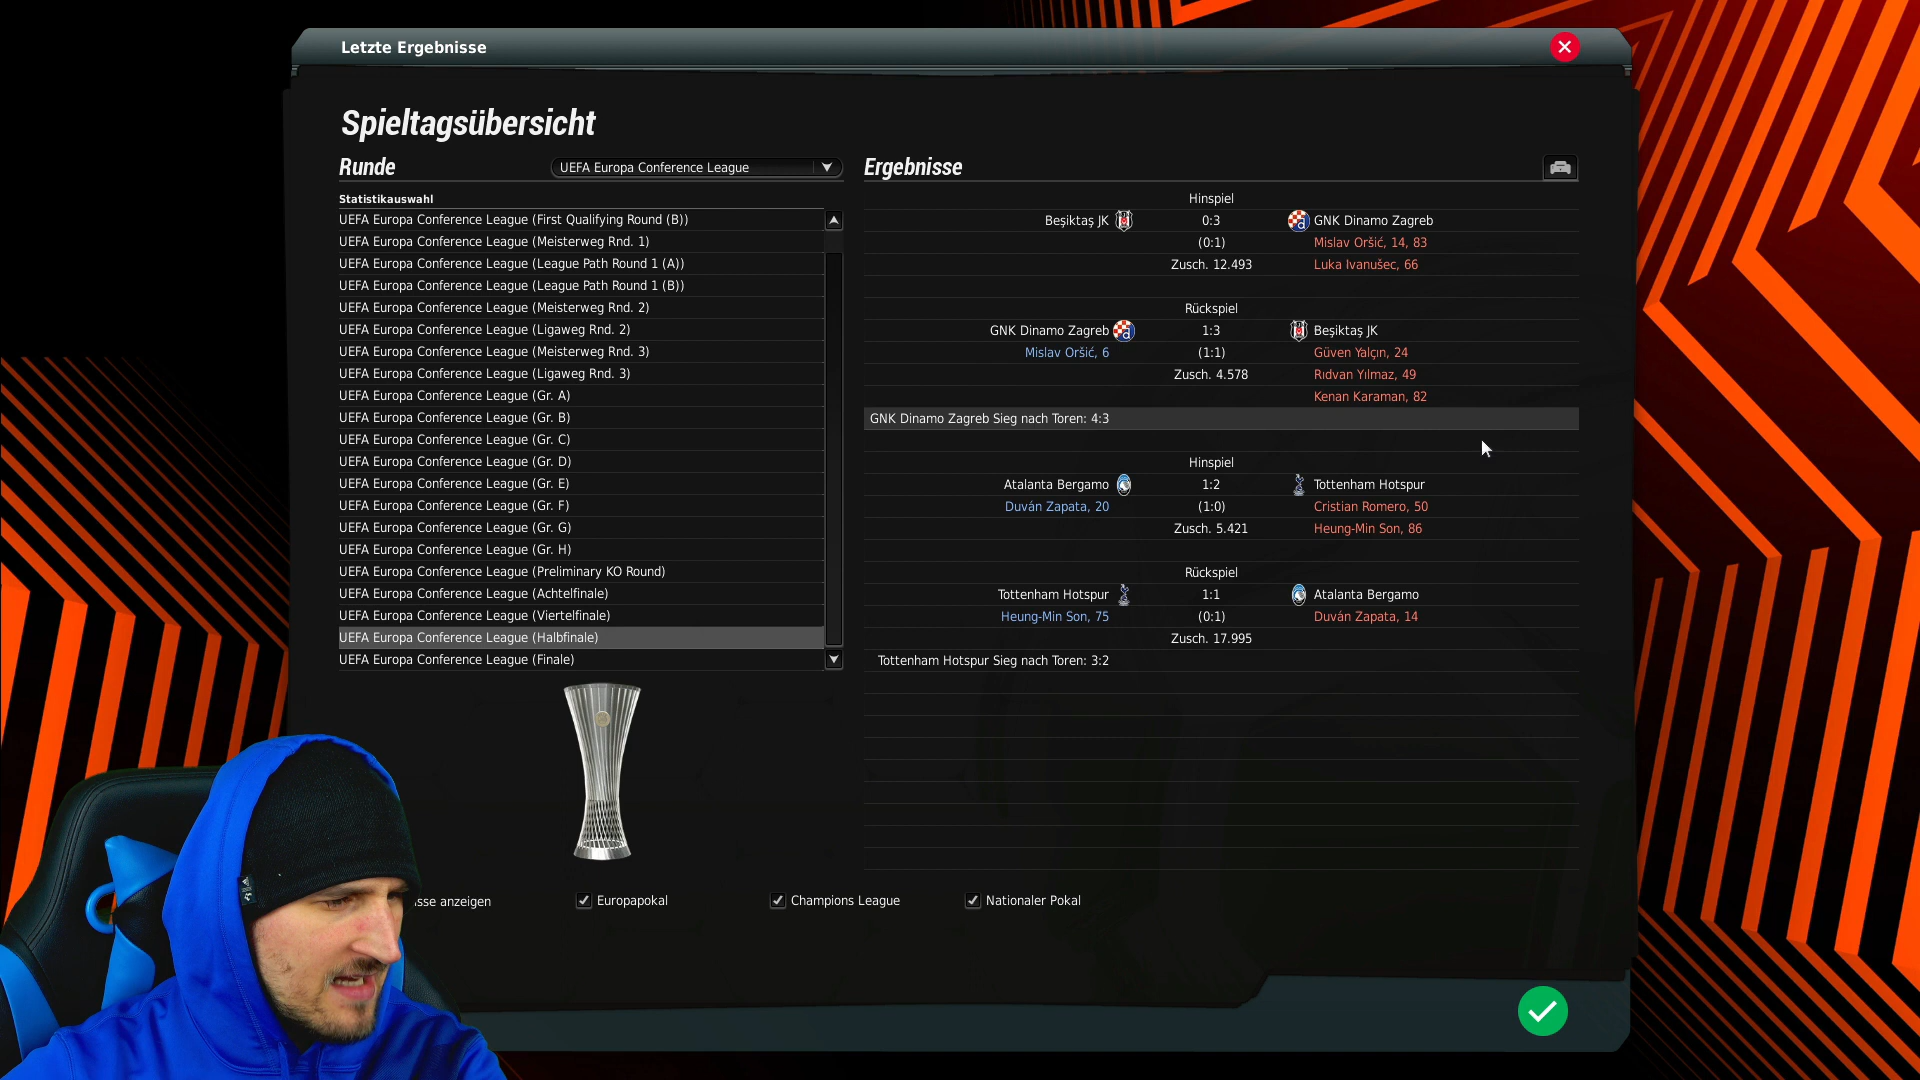 Letzte Ergebnisse
Spieltagsübersicht
Runde
UEFA Europa Conference League
Statistikauswahl
UEFA Europa Conference League (First Qualifying Round (B))
UEFA Europa Conference League (Meisterweg Rnd. 1)
UEFA Europa Conference League (League Path Round 1 (A))
UEFA Europa Conference League (League Path Round 1 (B))
UEFA Europa Conference League (Meisterweg Rnd. 2)
UEFA Europa Conference League (Ligaweg Rnd. 2)
UEFA Europa Conference League (Meisterweg Rnd. 3)
UEFA Europa Conference League (Ligaweg Rnd. 3)
UEFA Europa Conference League (Gr. A)
UEFA Europa Conference League (Gr. B)
UEFA Europa Conference League (Gr. C)
UEFA Europa Conference League (Gr. D)
UEFA Europa Conference League (Gr. E)
UEFA Europa Conference League (Gr. F)
UEFA Europa Conference League (Gr. G)
UEFA Europa Conference League (Gr. H)
UEFA Europa Conference League (Preliminary KO Round)
UEFA Europa Conference League (Achtelfinale)
UEFA Europa Conference League (Viertelfinale)
UEFA Europa Conference League (Halbfinale)
UEFA Europa Conference League (Finale)
Ergebnisse
Hinspiel
Beşiktaş JK 0:3 GNK Dinamo Zagreb
(0:1) Mislav Oršić, 14, 83
Zusch. 12.493 Luka Ivanušec, 66
Rückspiel
GNK Dinamo Zagreb 1:3 Beşiktaş JK
Mislav Oršić, 6 (1:1) Güven Yalçın, 24
Zusch. 4.578 Rıdvan Yılmaz, 49
Kenan Karaman, 82
GNK Dinamo Zagreb Sieg nach Toren: 4:3
Hinspiel
Atalanta Bergamo 1:2 Tottenham Hotspur
Duván Zapata, 20 (1:0) Cristian Romero, 50
Zusch. 5.421 Heung-Min Son, 86
Rückspiel
Tottenham Hotspur 1:1 Atalanta Bergamo
Heung-Min Son, 75 (0:1) Duván Zapata, 14
Zusch. 17.995
Tottenham Hotspur Sieg nach Toren: 3:2
sse anzeigen
Europapokal
Champions League
Nationaler Pokal